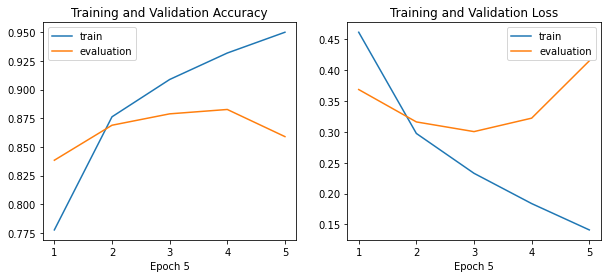 Training and Validation Accuracy
train
evaluation
0.950
0.925
0.900
0.875
0.850
0.825
0.800
0.775
1 2 3 4 5
Epoch 5
Training and Validation Loss
train
evaluation
0.45
0.40
0.35
0.30
0.25
0.20
0.15
1 2 3 4 5
Epoch 5